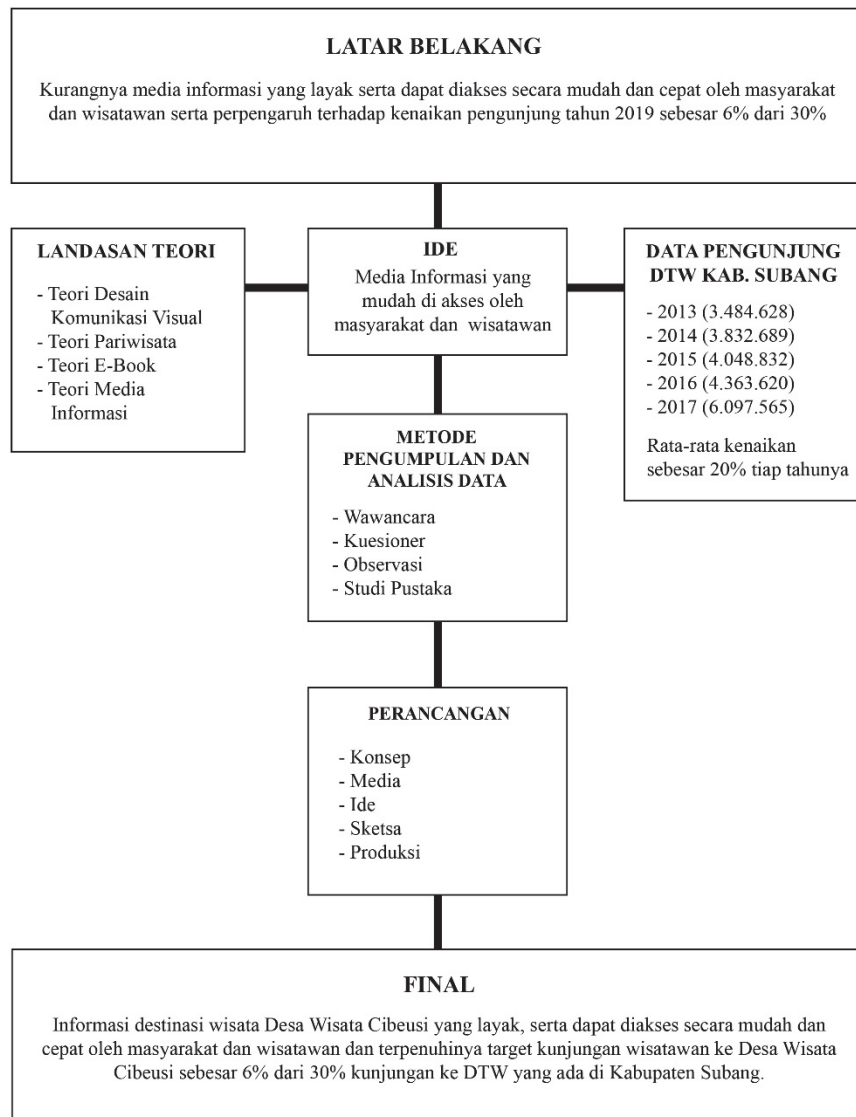 LATAR BELAKANG
Kurangnya media informasi yang layak serta dapat diakses secara mudah dan cepat oleh masyarakat
dan wisatawan serta perpengaruh terhadap kenaikan pengunjung tahun 2019 sebesar 6% dari 30%
LANDASAN TEORI
- Teori Desain
Komunikasi Visual
- Teori Pariwisata
- Teori E-Book
- Teori Media
Informasi
IDE
Media Informasi yang
mudah di akses oleh
masyarakat dan wisatawan
DATA PENGUNJUNG
DTW KAB. SUBANG
- 2013 (3.484.628)
- 2014 (3.832.689)
- 2015 (4.048.832)
- 2016 (4.363.620)
- 2017 (6.097.565)
Rata-rata kenaikan
sebesar 20% tiap tahunya
METODE
PENGUMPULAN DAN
ANALISIS DATA
- Wawancara
- Kuesioner
- Observasi
- Studi Pustaka
PERANCANGAN
- Konsep
- Media
- Ide
- Sketsa
- Produksi
FINAL
Informasi destinasi wisata Desa Wisata Cibeusi yang layak, serta dapat diakses secara mudah dan
cepat oleh masyarakat dan wisatawan dan terpenuhinya target kunjungan wisatawan ke Desa Wisata
Cibeusi sebesar 6% dari 30% kunjungan ke DTW yang ada di Kabupaten Subang.